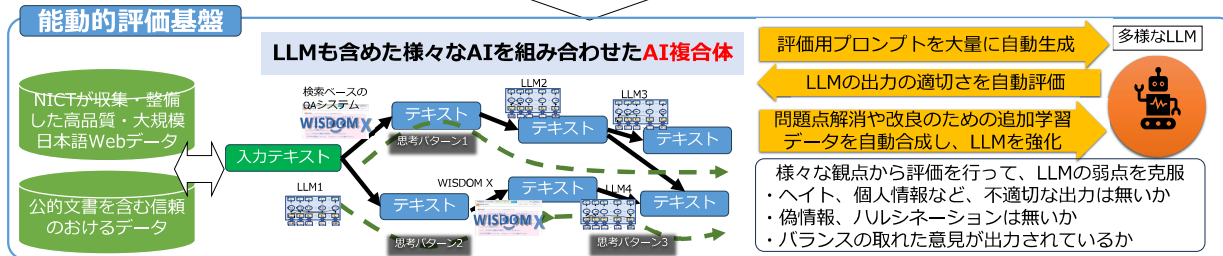 能動的評価基盤
LLMも含めた様々なAIを組み合わせたAI複合体
NICTが収集・整備
した高品質・大規模
日本語Webデータ
公的文書を含む信頼
のおけるデータ
入力テキスト
検索ベースの
QAシステム
WISDOM X
テキスト
思考パターン1
LLM2
テキスト
LLM3
テキスト
LLM1
テキスト
思考パターン2
WISDOM X
WISDOM X
テキスト
LLM4
思考パターン3
テキスト
評価用プロンプトを大量に自動生成
LLMの出力の適切さを自動評価
問題点解消や改良のための追加学習
データを自動合成し、LLMを強化
多様なLLM
様々な観点から評価を行って、LLMの弱点を克服
・ヘイト、個人情報など、不適切な出力は無いか
・偽情報、ハルシネーションは無いか
・バランスの取れた意見が出力されているか